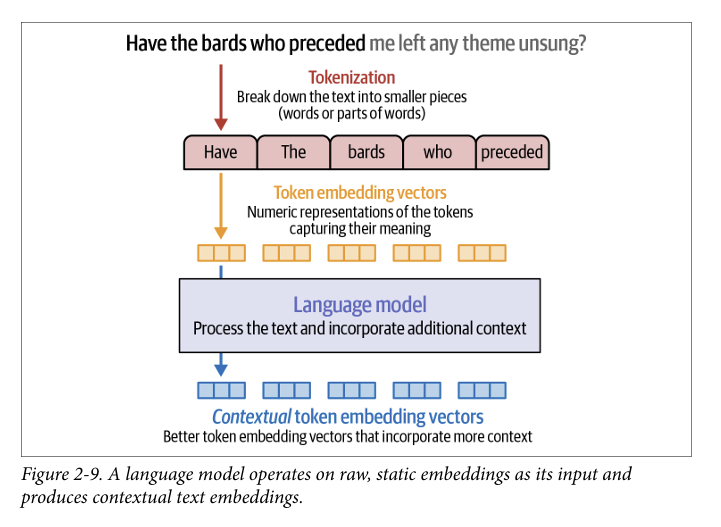 Have the bards who preceded me left any theme unsung?
Tokenization
Break down the text into smaller pieces
(words or parts of words)
Have The bards who preceded
Token embedding vectors
Numeric representations of the tokens
capturing their meaning
Language model
Process the text and incorporate additional context
Contextual token embedding vectors
Better token embedding vectors that incorporate more context
Figure 2-9. A language model operates on raw, static embeddings as its input and
produces contextual text embeddings.